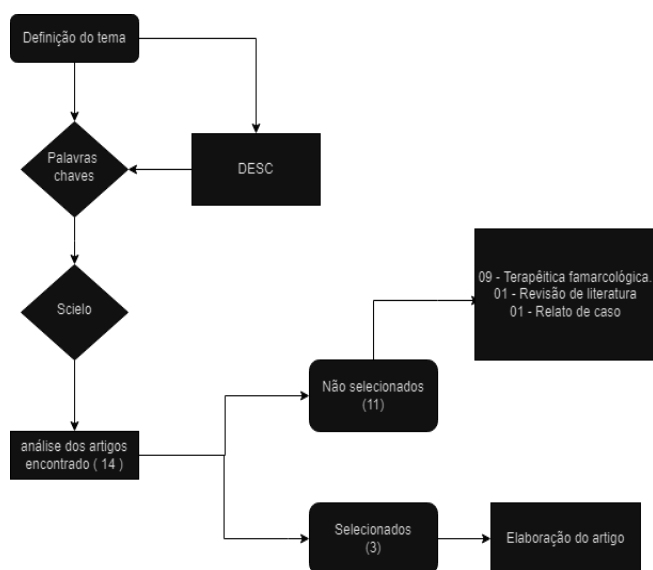 Definição do tema
Palavras
chaves
DESC
Scielo
análise dos artigos
encontrado ( 14 )
Não selecionados
(11)
09 - Terapêitica famarcológica.
01 - Revisão de literatura
01 - Relato de caso
Selecionados
(3)
Elaboração do artigo